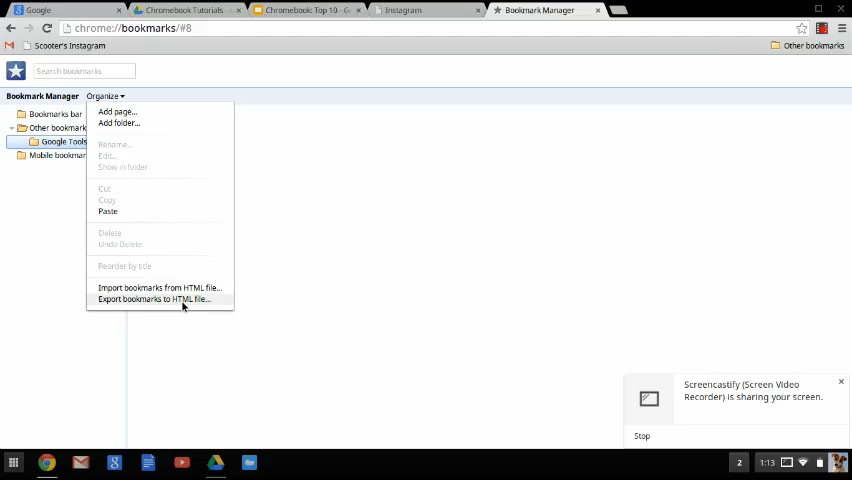 Google
Chromebook Tutorials -
Chromebook: Top 10 - G
Instagram
Bookmark Manager
chrome://bookmarks/#8
Scooter's Instagram
Other bookmarks
Search bookmarks
Bookmark Manager
Organize
Bookmarks bar
Other bookmark
Google Tools
Mobile bookmar
Add page...
Add folder...
Rename...
Edit...
Show in folder
Cut
Copy
Paste
Delete
Undo Delete
Reorder by title
Import bookmarks from HTML file...
Export bookmarks to HTML file...
Screencastify (Screen Video
Recorder) is sharing your screen.
Stop
2
1:13